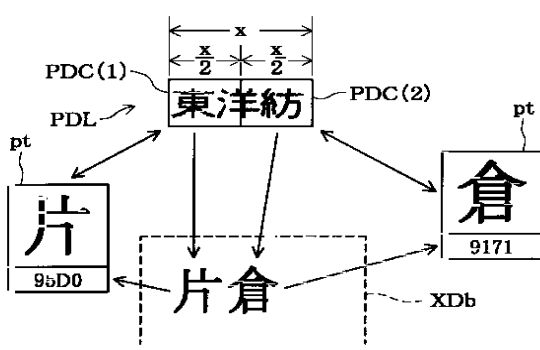 x
x/2 x/2
PDC(1)
東洋紡
PDC(2)
PDL
pt
pt
片
95D0
倉
9171
片倉
XDb